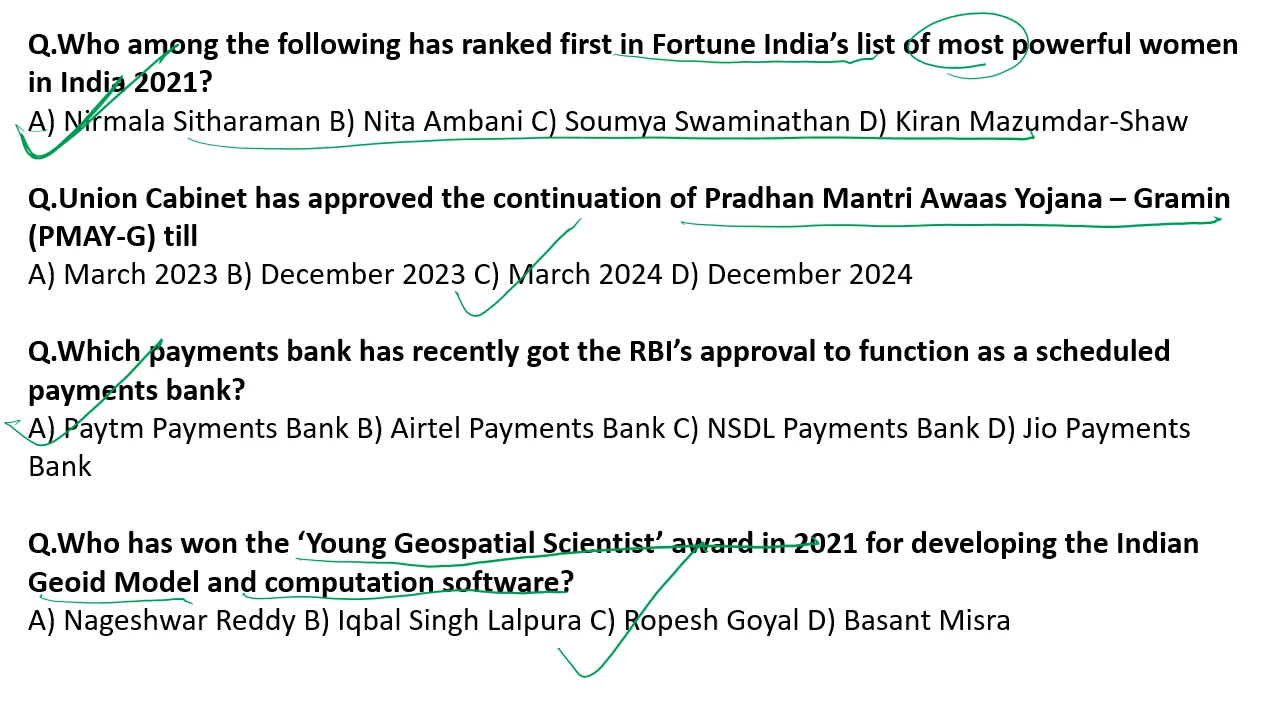 Q.Who among the following has ranked first in Fortune India's list of most powerful women
in India 2021?
A) Nirmala Sitharaman B) Nita Ambani C) Soumya Swaminathan D) Kiran Mazumdar-Shaw
Q.Union Cabinet has approved the continuation of Pradhan Mantri Awaas Yojana – Gramin
(PMAY-G) till
A) March 2023 B) December 2023 C) March 2024 D) December 2024
Q.Which payments bank has recently got the RBI's approval to function as a scheduled
payments bank?
A) Paytm Payments Bank B) Airtel Payments Bank C) NSDL Payments Bank D) Jio Payments
Bank
Q.Who has won the ‘Young Geospatial Scientist’ award in 2021 for developing the Indian
Geoid Model and computation software?
A) Nageshwar Reddy B) Iqbal Singh Lalpura C) Ropesh Goyal D) Basant Misra